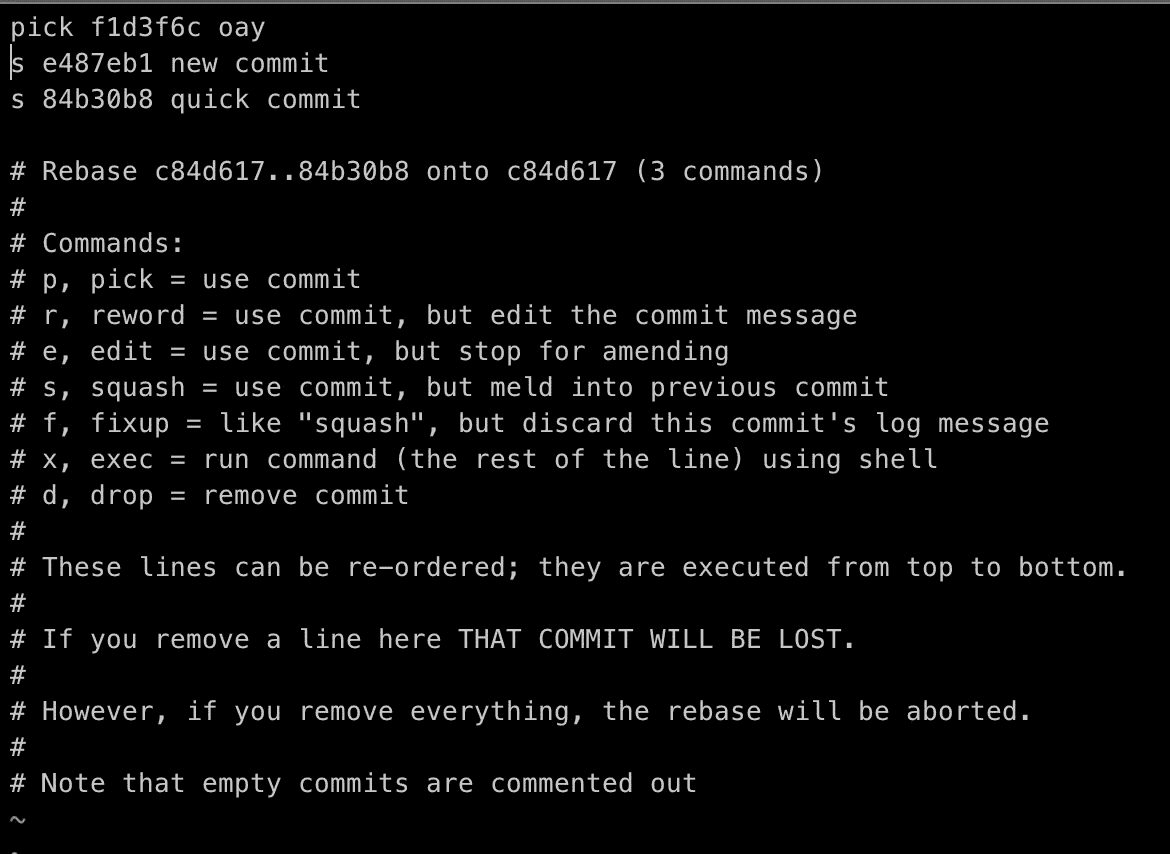 pick f1d3f6c oay
s e487eb1 new commit
s 84b30b8 quick commit

# Rebase c84d617..84b30b8 onto c84d617 (3 commands)
#
# Commands:
# p, pick = use commit
# r, reword = use commit, but edit the commit message
# e, edit = use commit, but stop for amending
# s, squash = use commit, but meld into previous commit
# f, fixup = like "squash", but discard this commit's log message
# x, exec = run command (the rest of the line) using shell
# d, drop = remove commit
#
# These lines can be re-ordered; they are executed from top to bottom.
#
# If you remove a line here THAT COMMIT WILL BE LOST.
#
# However, if you remove everything, the rebase will be aborted.
#
# Note that empty commits are commented out
~